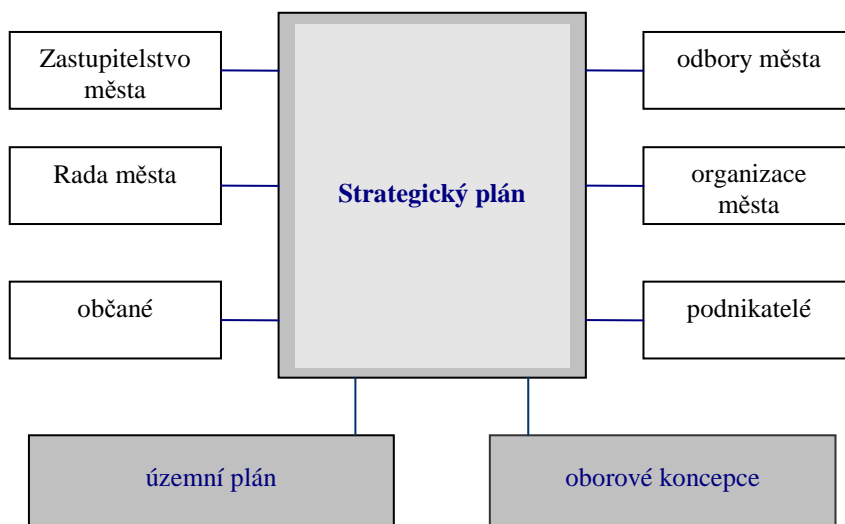 Zastupitelstvo
města
odbory města
Rada města
Strategický plán
organizace
města
občané
podnikatelé
územní plán
oborové koncepce